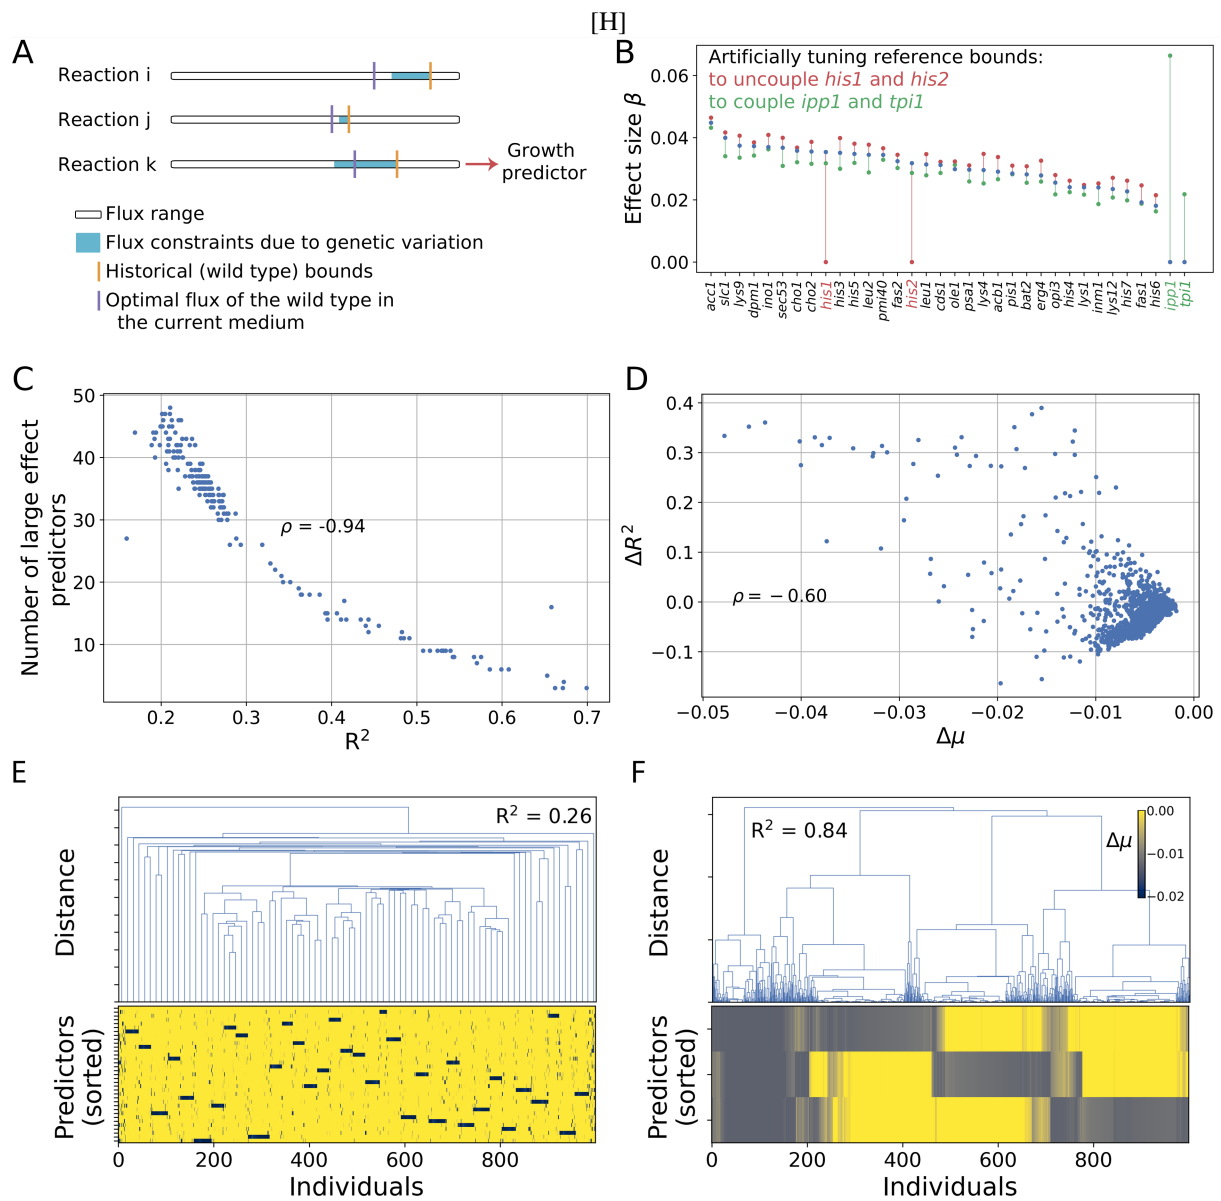 [H]
A
Reaction i
Reaction j
Reaction k
Growth
predictor
Flux range
Flux constraints due to genetic variation
Historical (wild type) bounds
Optimal flux of the wild type in
the current medium
B
Artificially tuning reference bounds:
to uncouple his1 and his2
to couple ipp1 and tpi1
Effect size β
0.06
0.04
0.02
0.00
acc1 slc1 lys9 dpm1 ino1 sec53 cho1 cho2 his1 his3 his5 leu2 pmi40 fas2 his2 leu1 cds1 ole1 psa1 lys4 acb1 pis1 bat2 erg4 opi3 his4 lys1 inm1 lys12 his7 fas1 his6 ipp1 tpi1
C
Number of large effect
predictors
50
40
30
20
10
ρ = -0.94
0.2 0.3 0.4 0.5 0.6 0.7
R²
D
ΔR²
0.4
0.3
0.2
0.1
0.0
−0.1
ρ = −0.60
−0.05 −0.04 −0.03 −0.02 −0.01 0.00
Δμ
E
R² = 0.26
Distance
Predictors
(sorted)
0 200 400 600 800
Individuals
F
R² = 0.84
Δμ
0.00
−0.01
−0.02
Distance
Predictors
(sorted)
0 200 400 600 800
Individuals